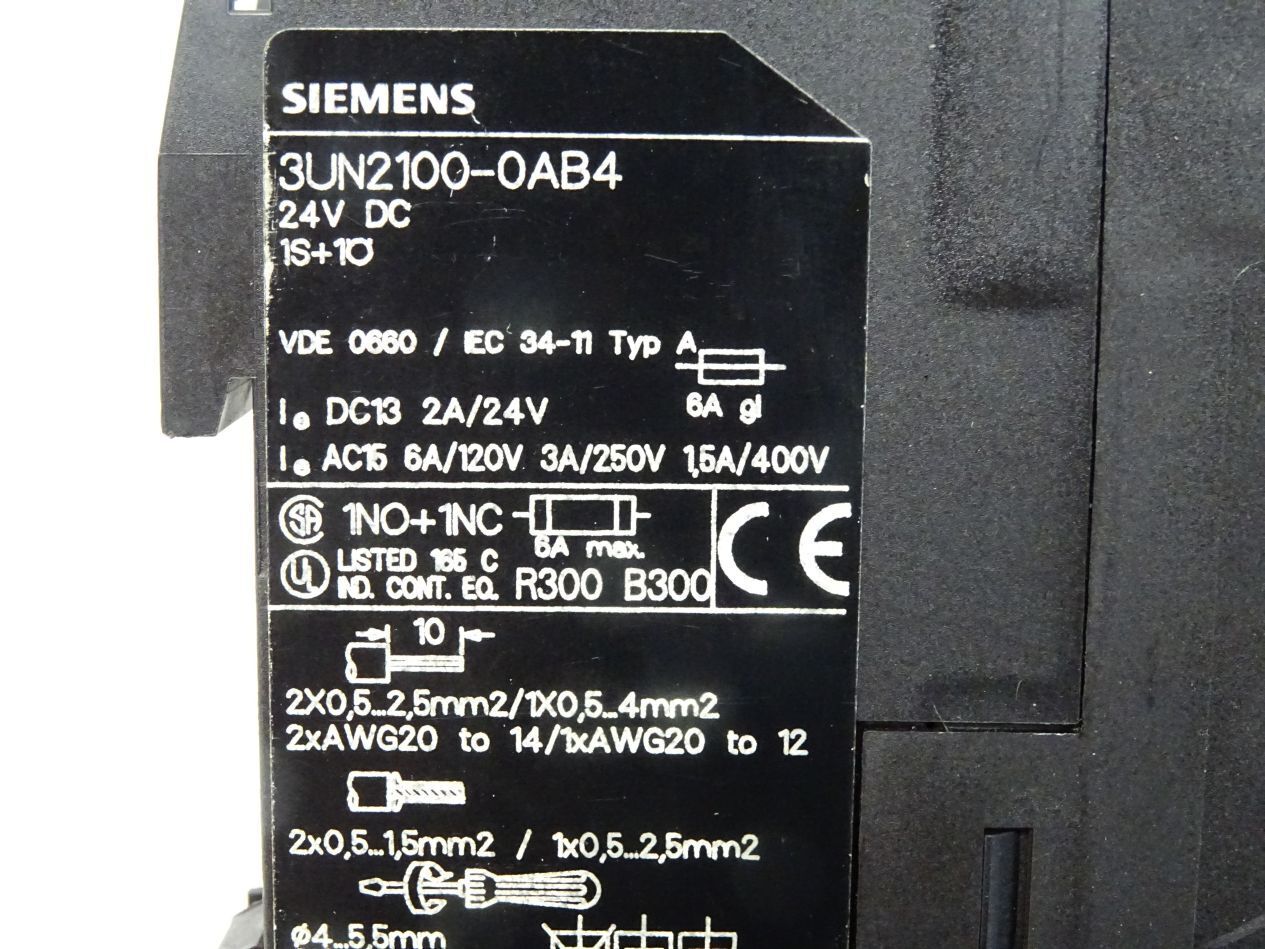 SIEMENS
3UN2100-0AB4
24V DC
1S+1Ö
VDE 0660 / IEC 34-11 Typ A
6A gl
Ie DC13 2A/24V
Ie AC15 6A/120V 3A/250V 1,5A/400V
SA 1NO+1NC
6A max.
UL LISTED 165 C
IND. CONT. EQ. R300 B300
CE
10
2X0,5...2,5mm2/1X0,5...4mm2
2xAWG20 to 14/1xAWG20 to 12
2x0,5...1,5mm2 / 1x0,5...2,5mm2
ø4...5,5mm